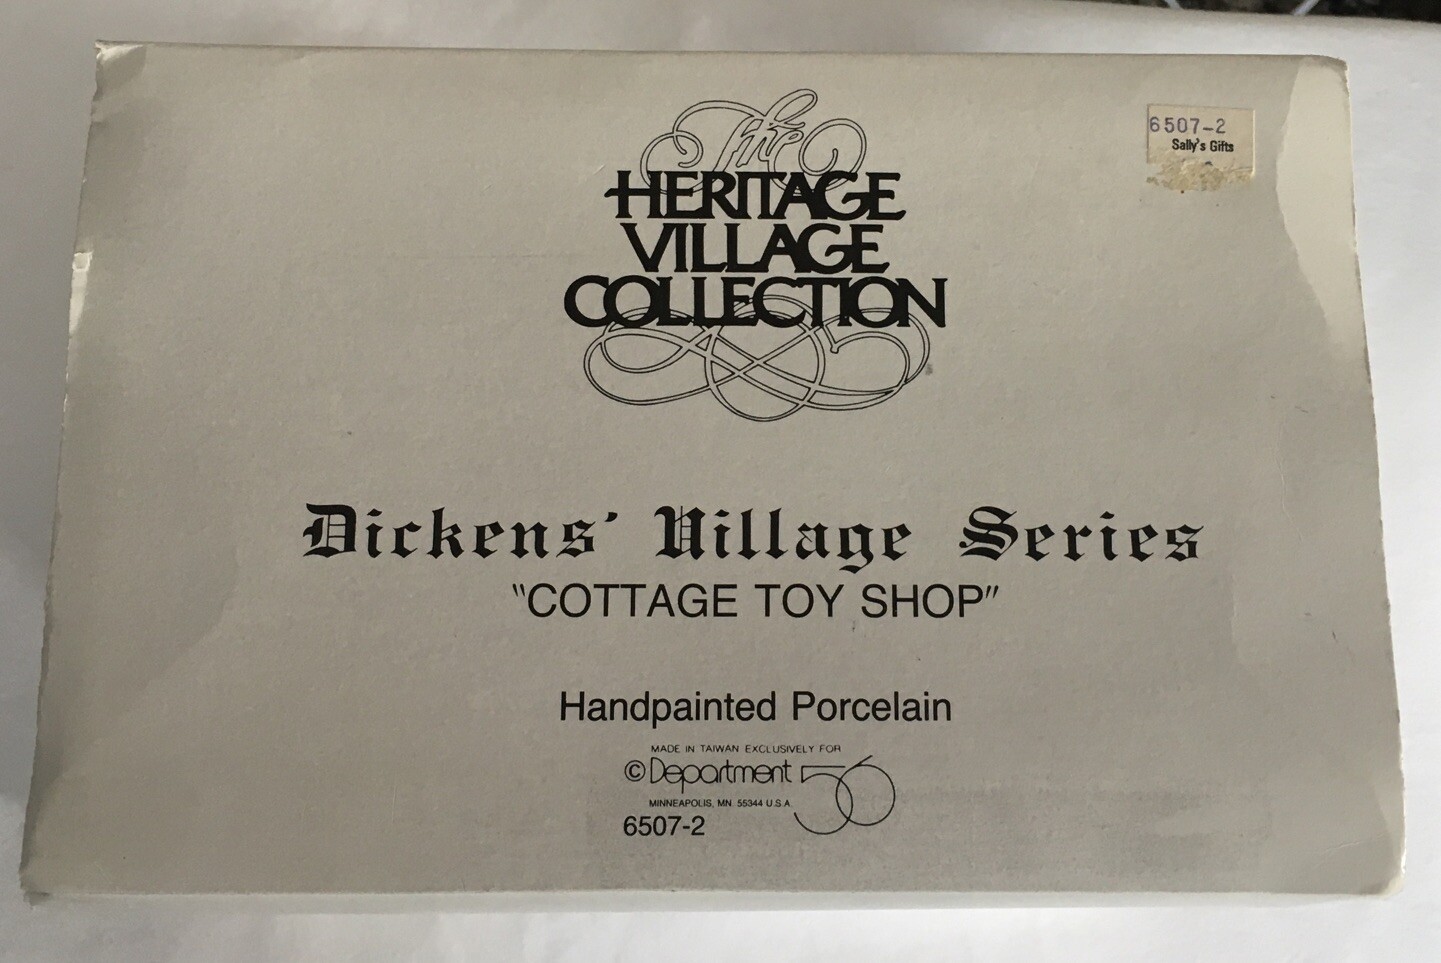 The
HERITAGE
VILLAGE
COLLECTION
6507-2
Sally's Gifts
Dickens' Village Series
"COTTAGE TOY SHOP"
Handpainted Porcelain
MADE IN TAIWAN EXCLUSIVELY FOR
©Department 56
MINNEAPOLIS, MN 55344 U.S.A.
6507-2